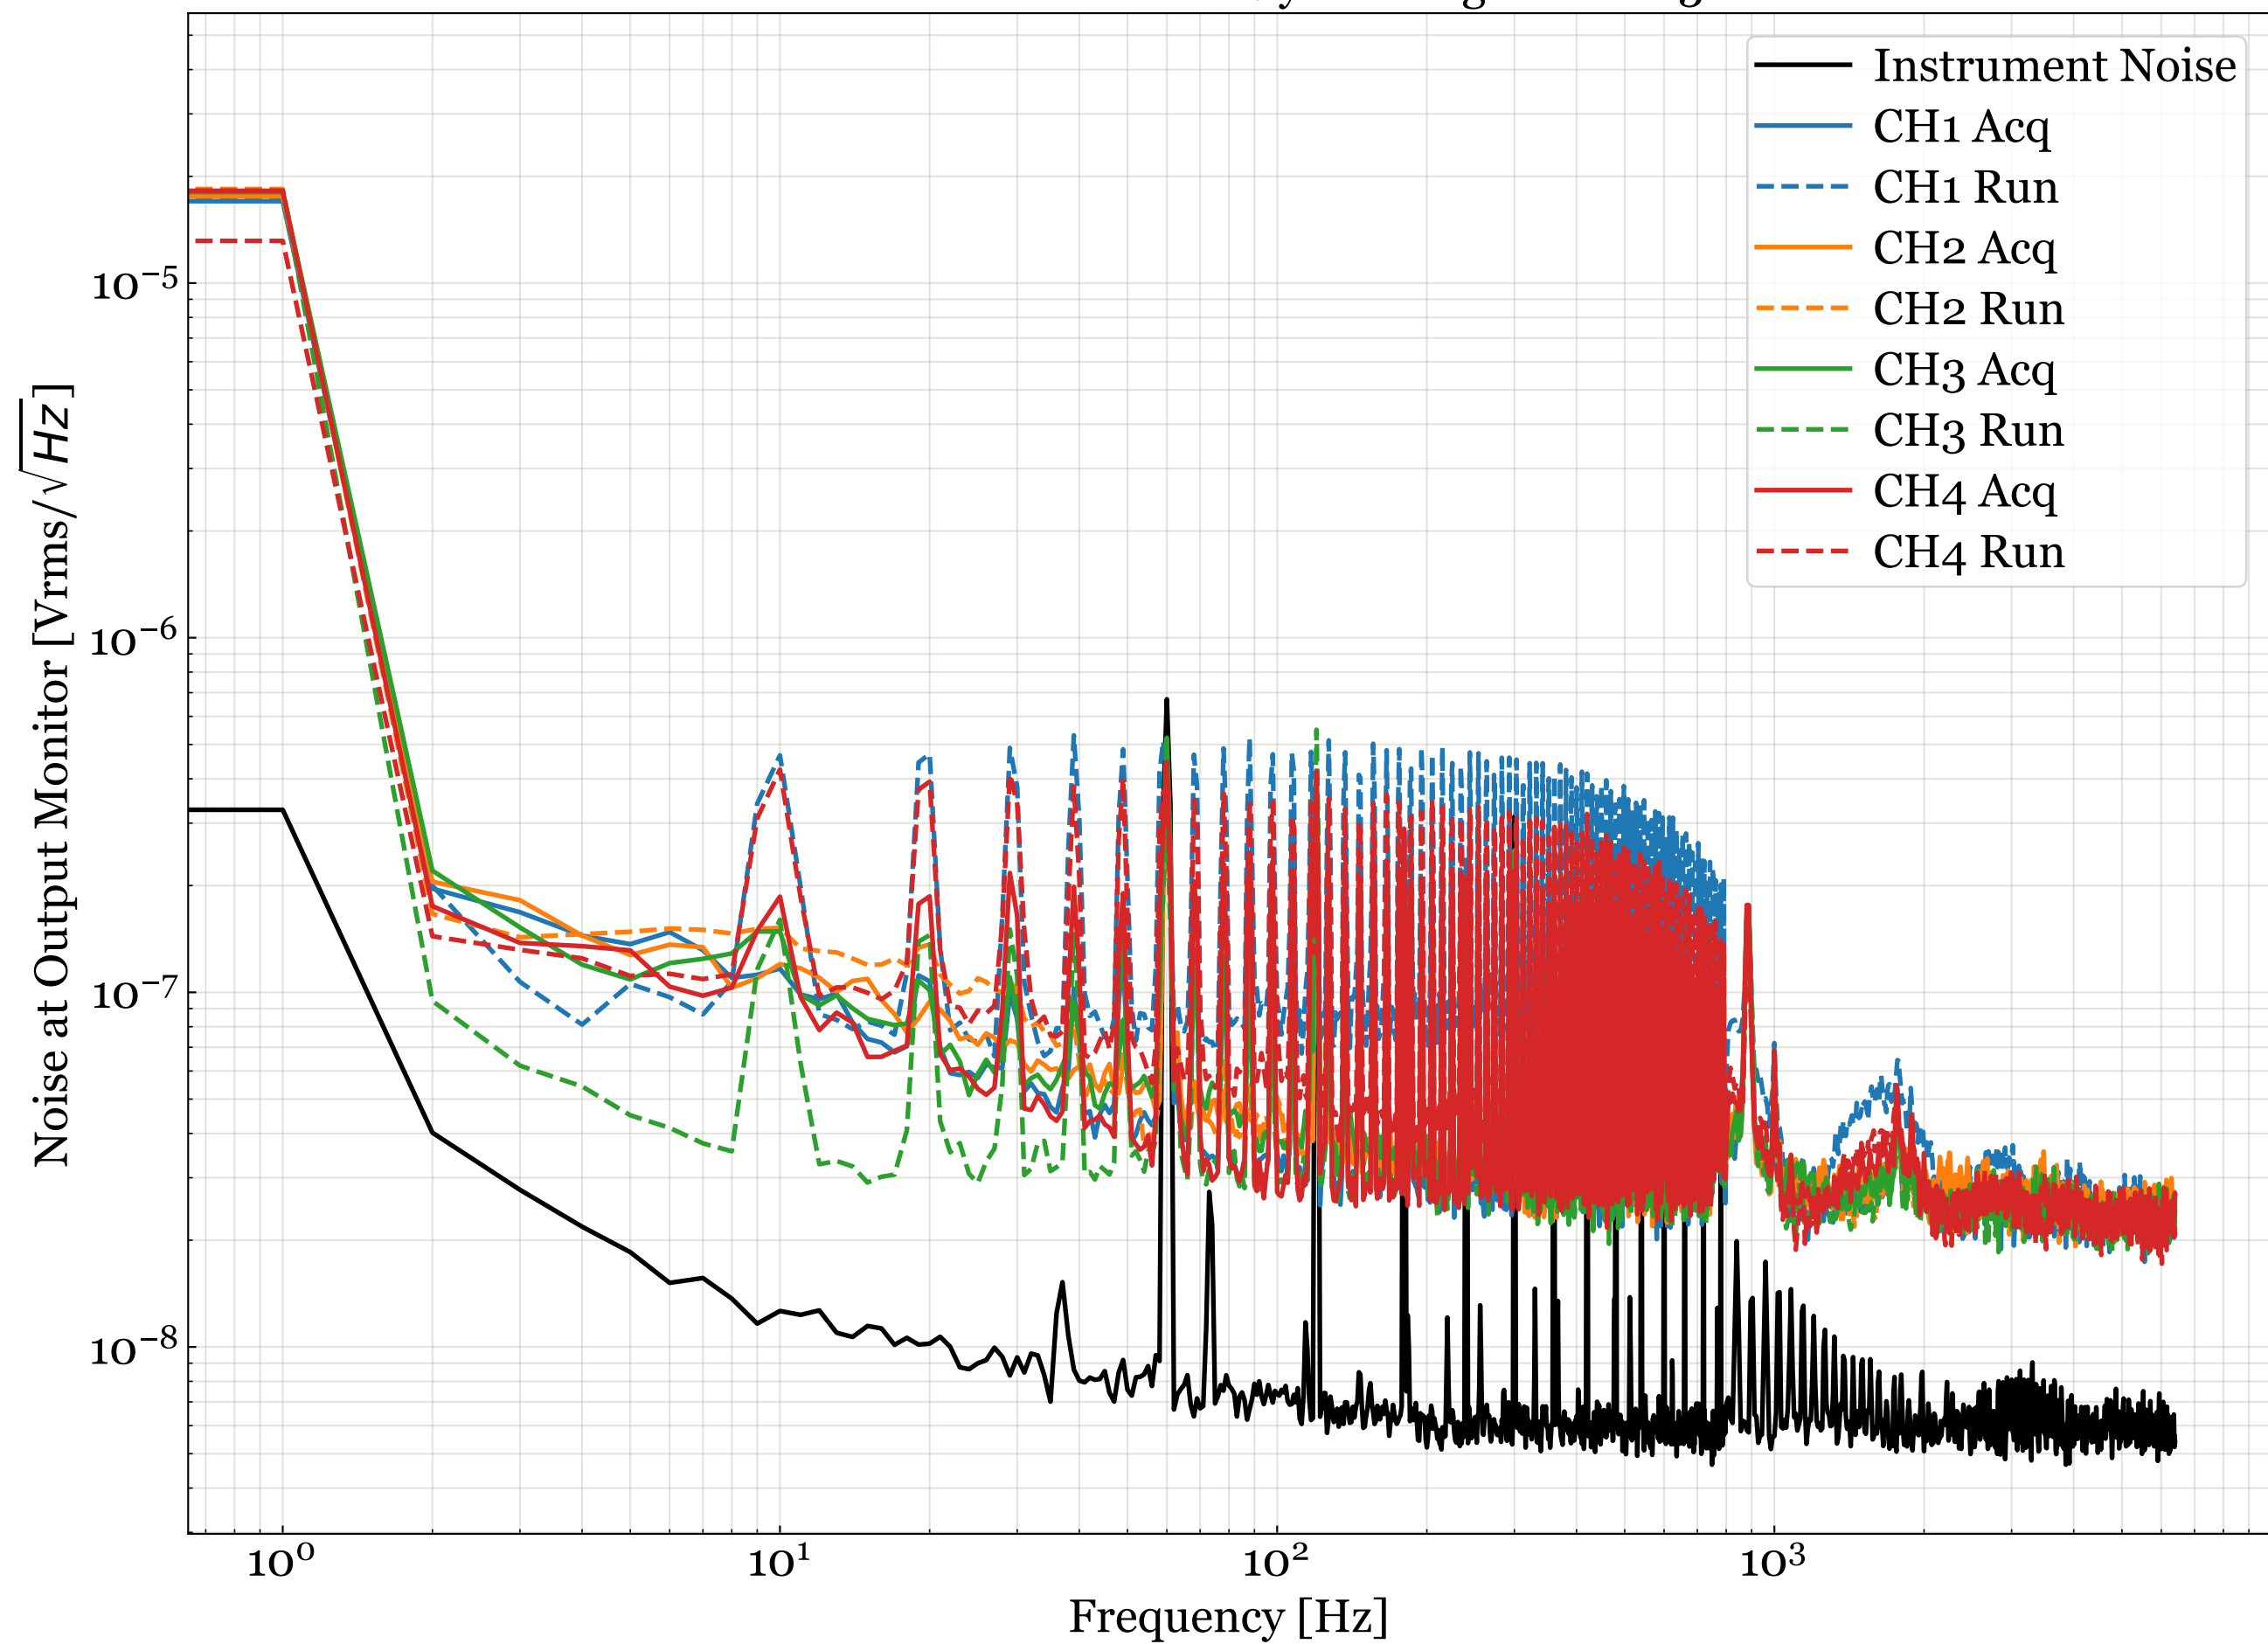 Instrument Noise
CH1 Acq
CH1 Run
CH2 Acq
CH2 Run
CH3 Acq
CH3 Run
CH4 Acq
CH4 Run
Noise at Output Monitor [Vrms/√Hz]
10⁻⁵
10⁻⁶
10⁻⁷
10⁻⁸
10⁰ 10¹ 10² 10³
Frequency [Hz]